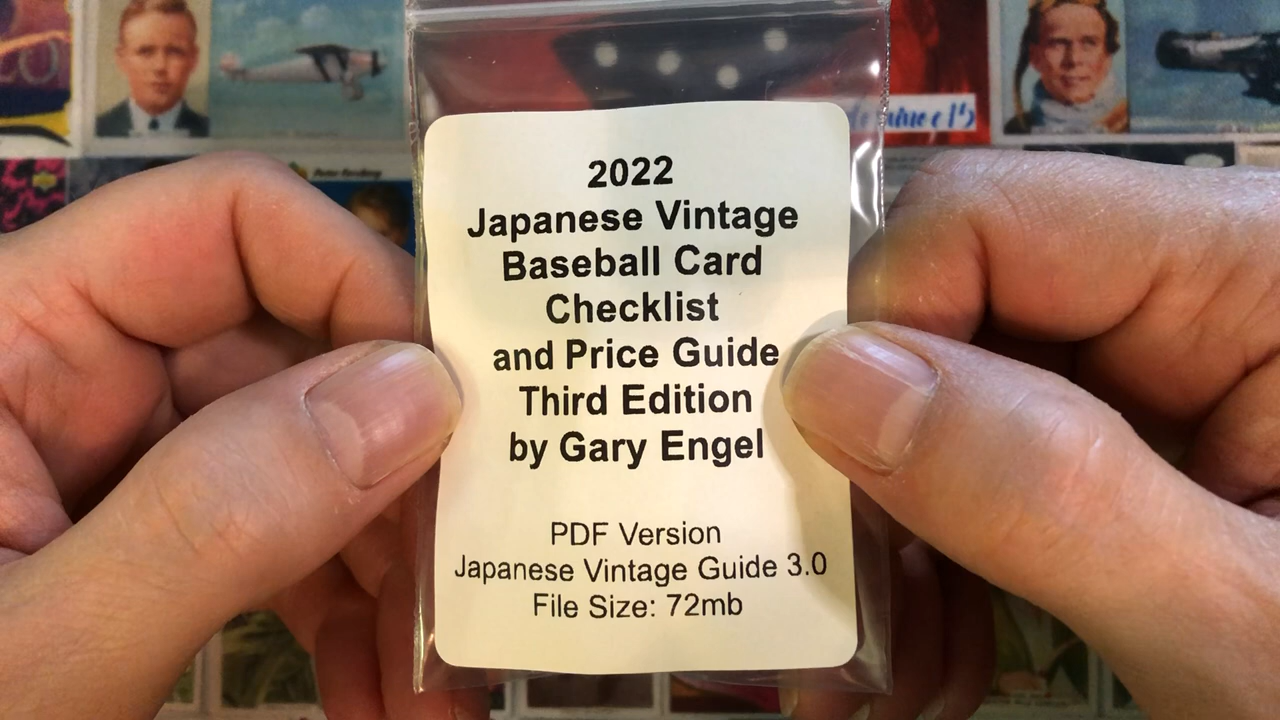 2022
Japanese Vintage
Baseball Card
Checklist
and Price Guide
Third Edition
by Gary Engel
PDF Version
Japanese Vintage Guide 3.0
File Size: 72mb